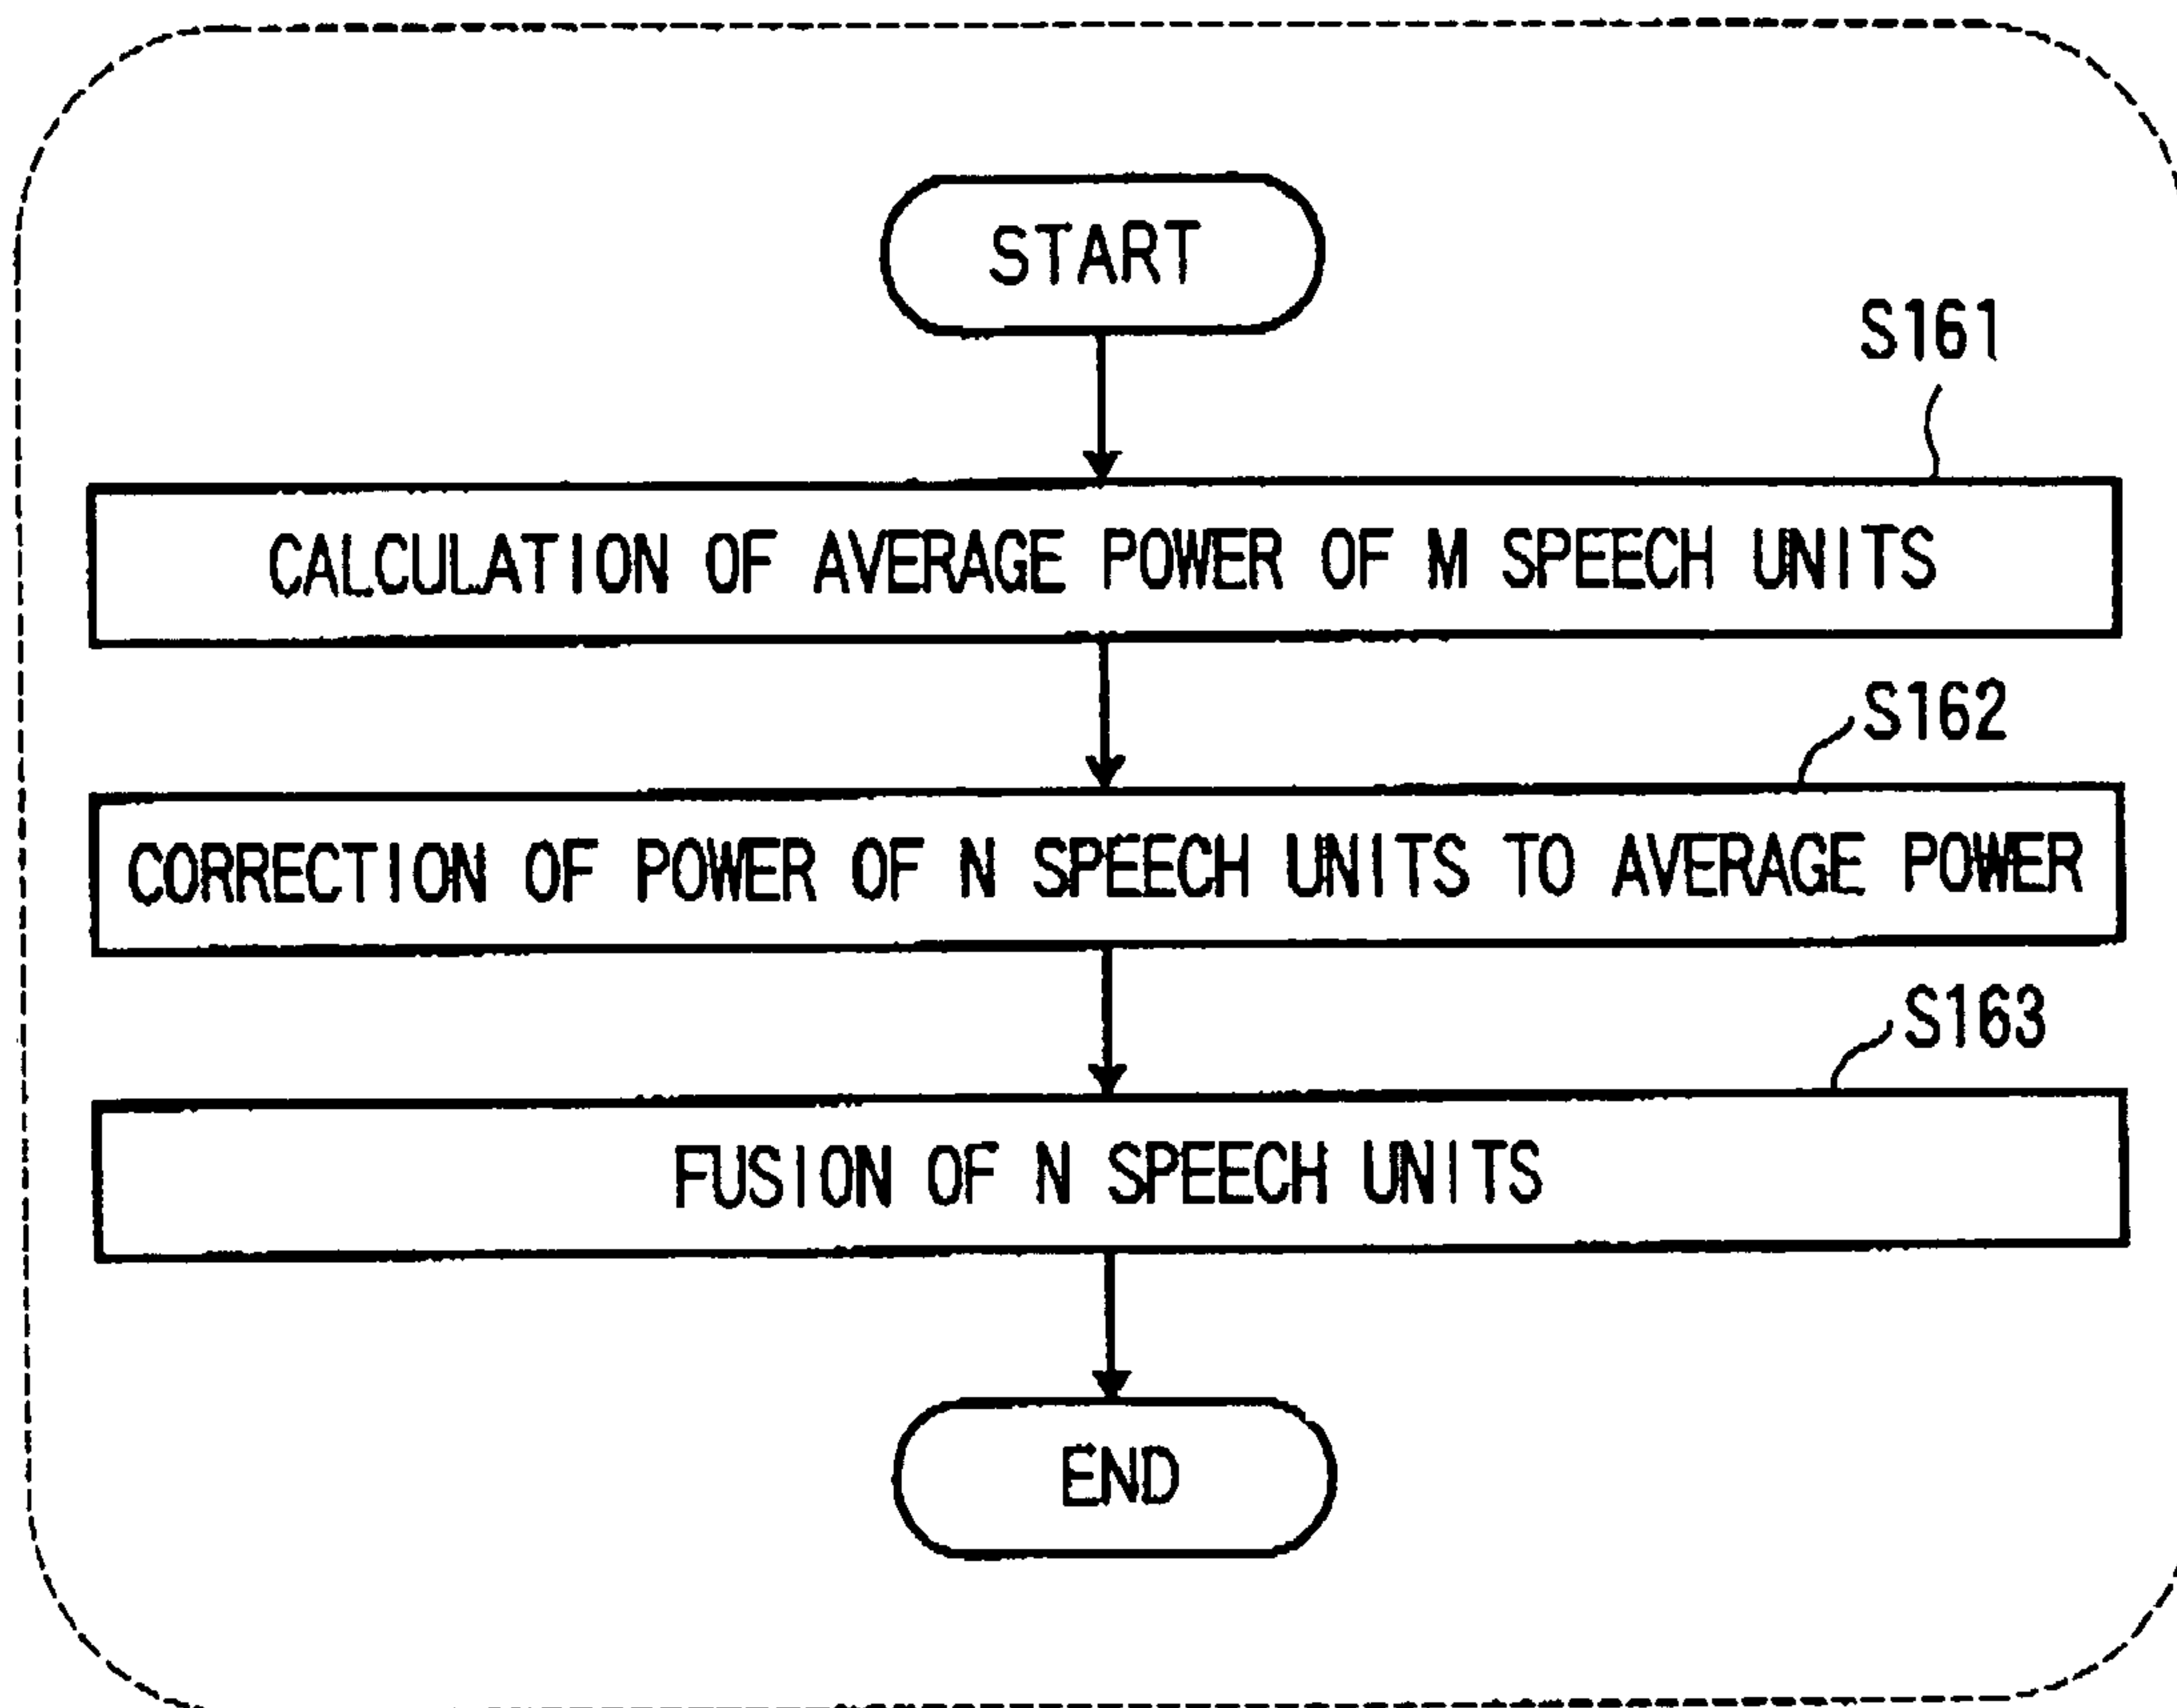 START
S161
CALCULATION OF AVERAGE POWER OF M SPEECH UNITS
S162
CORRECTION OF POWER OF N SPEECH UNITS TO AVERAGE POWER
S163
FUSION OF N SPEECH UNITS
END